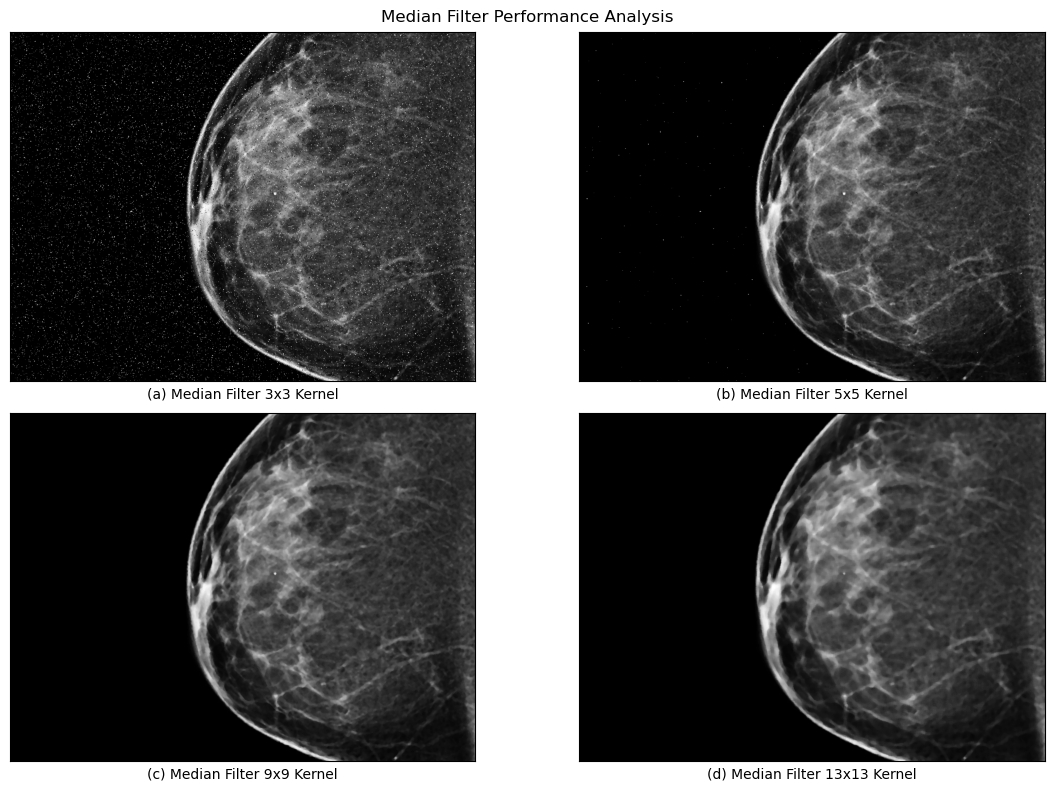 Median Filter Performance Analysis
(a) Median Filter 3x3 Kernel
(b) Median Filter 5x5 Kernel
(c) Median Filter 9x9 Kernel
(d) Median Filter 13x13 Kernel